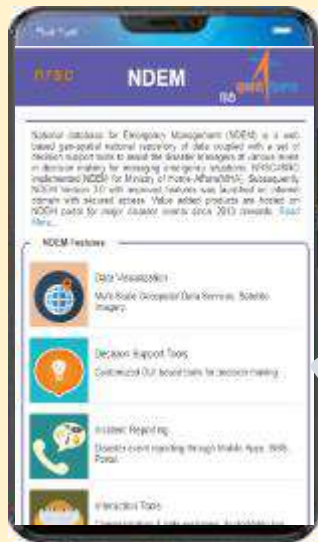 nrsc
NDEM
National database for Emergency Management (NDEM) is a web
based geo-spatial national repository of data coupled with a set of
decision support tools to assist the disaster managers at various levels
in decision making for managing emergency situations. NRSC/ISRO
implemented NDEM for Ministry of Home Affairs(MHA). Subsequently,
NDEM Version 2.0 with improved features was launched on internet
domain with secured access. Value added products are hosted on
NDEM portal for major disaster events since 2013 onwards. Read
More...
NDEM Features
Data Visualization
Multi Scale Geospatial Data Services, Satellite
Imagery
Decision Support Tools
Customized GUI based tools for decision making
Incident Reporting
Disaster event reporting through Mobile Apps, SMS,
Portal
Interaction Tools